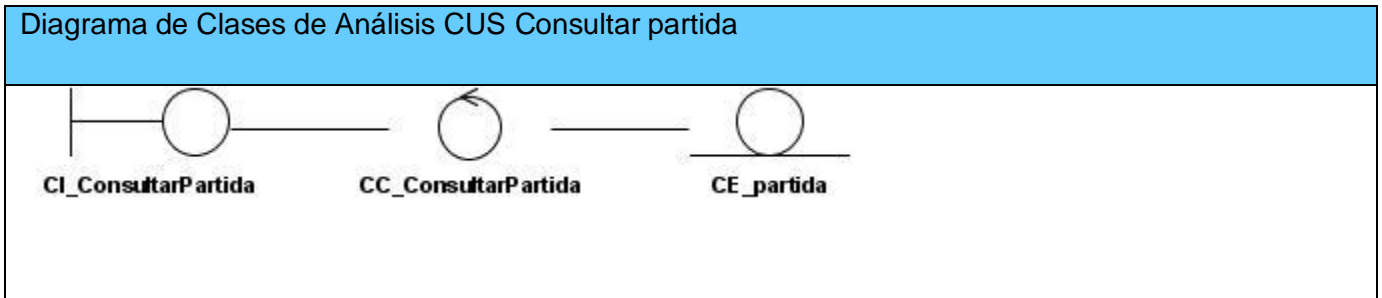 Diagrama de Clases de Análisis CUS Consultar partida
CI_ConsultarPartida CC_ConsultarPartida CE_partida